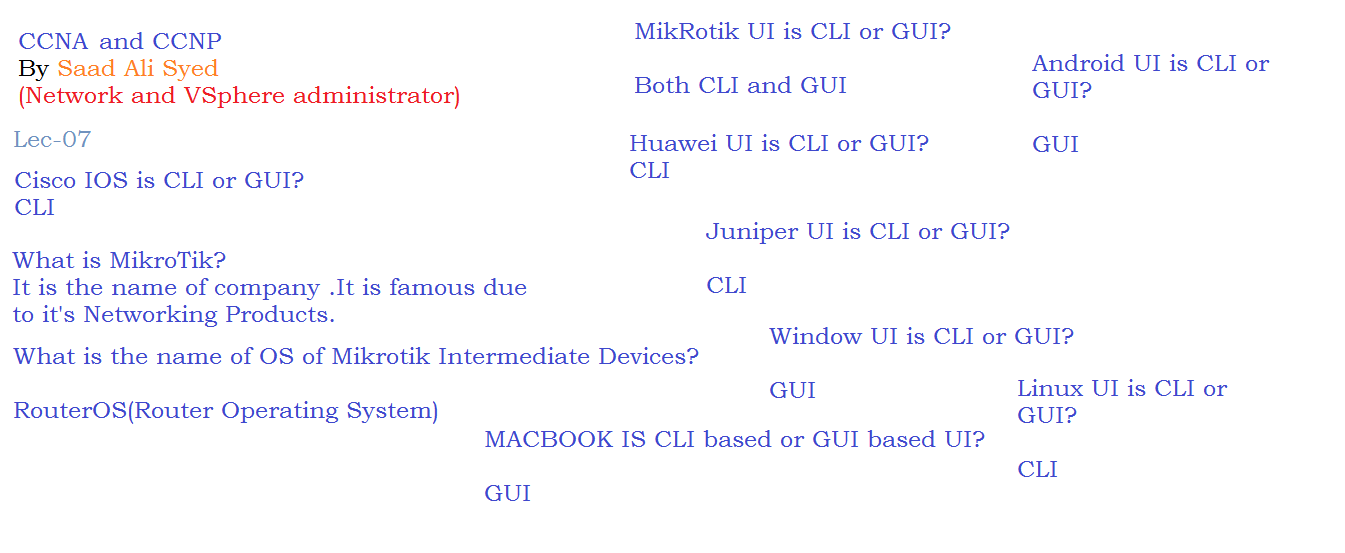 CCNA and CCNP
By Saad Ali Syed
(Network and VSphere administrator)
Lec-07
Cisco IOS is CLI or GUI?
CLI
What is MikroTik?
It is the name of company .It is famous due
to it's Networking Products.
What is the name of OS of Mikrotik Intermediate Devices?
RouterOS(Router Operating System)
MikRotik UI is CLI or GUI?
Both CLI and GUI
Huawei UI is CLI or GUI?
CLI
Juniper UI is CLI or GUI?
CLI
Window UI is CLI or GUI?
GUI
MACBOOK IS CLI based or GUI based UI?
GUI
Android UI is CLI or
GUI?
GUI
Linux UI is CLI or
GUI?
CLI